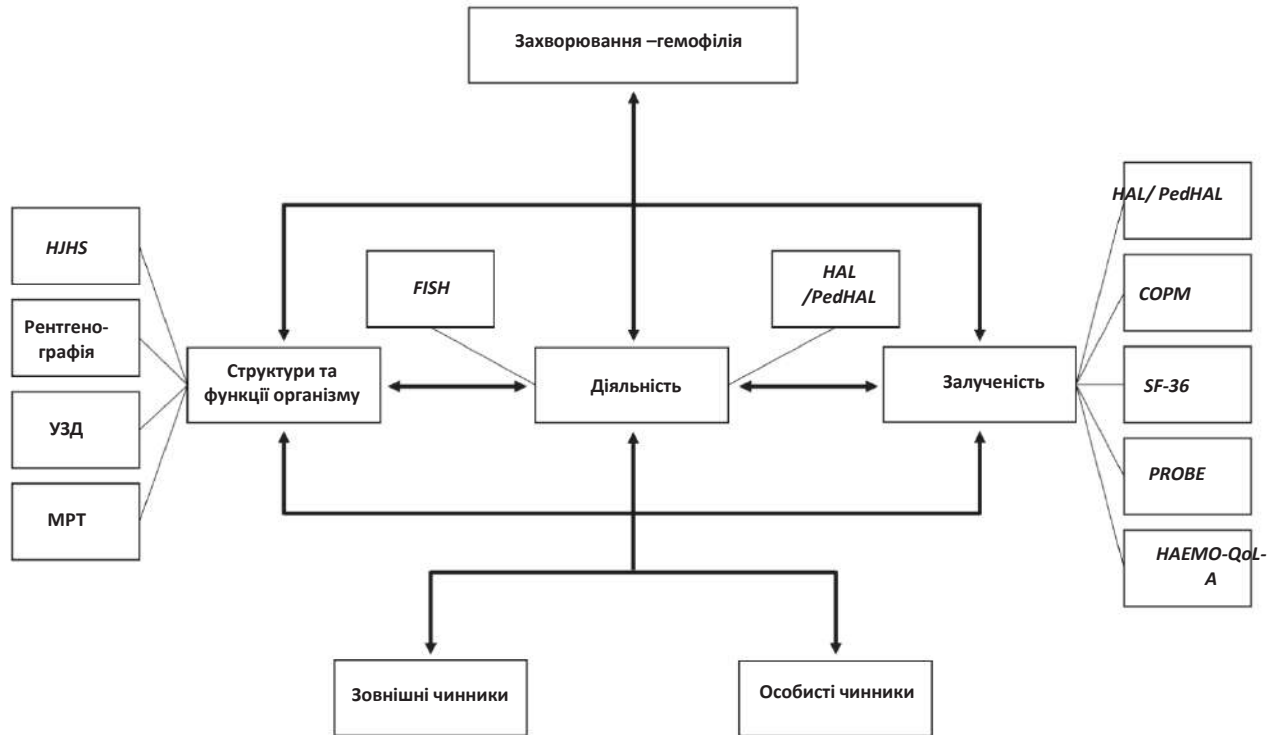 Захворювання –гемофілія
HJHS
Рентгено-
графія
УЗД
МРТ
FISH
HAL
/PedHAL
Структури та
функції організму
Діяльність
Залученість
HAL/ PedHAL
COPM
SF-36
PROBE
HAEMO-QoL-
A
Зовнішні чинники
Особисті чинники